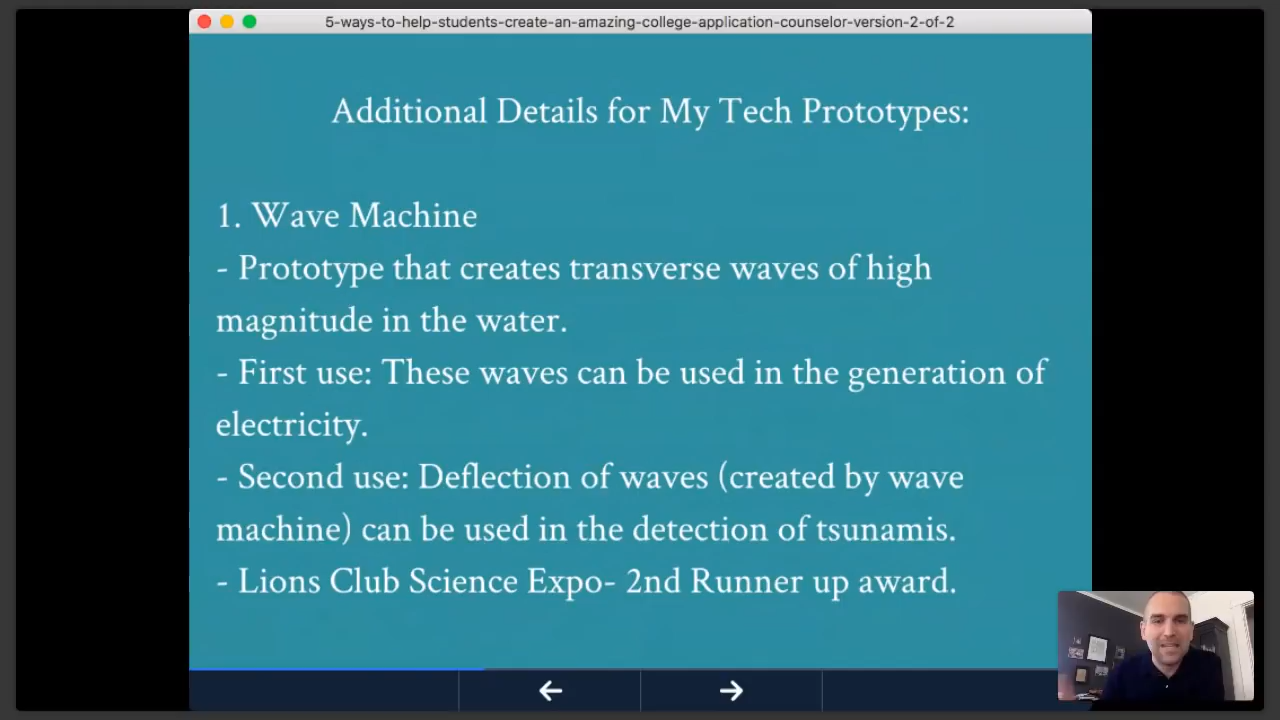 5-ways-to-help-students-create-an-amazing-college-application-counselor-version-2-of-2
Additional Details for My Tech Prototypes:
1. Wave Machine
- Prototype that creates transverse waves of high
magnitude in the water.
- First use: These waves can be used in the generation of
electricity.
- Second use: Deflection of waves (created by wave
machine) can be used in the detection of tsunamis.
- Lions Club Science Expo- 2nd Runner up award.